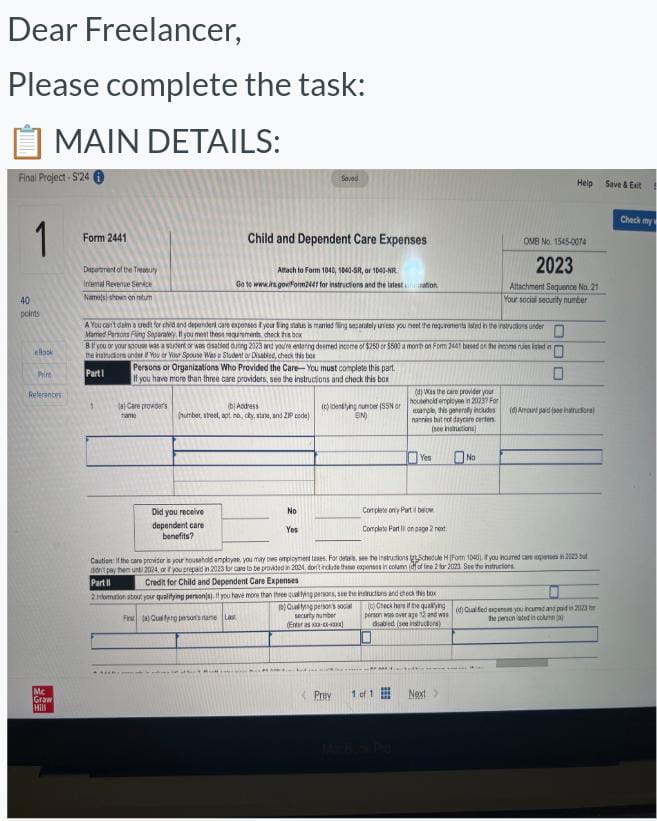 Dear Freelancer,
Please complete the task:
MAIN DETAILS:
Final Project - S'24
Saved
Help Save & Exit
Check my
1
Form 2441
Child and Dependent Care Expenses
OMB No. 1545-0074
2023
Department of the Treasury
Internal Revenue Service
Attach to Form 1040, 1040-SR, or 1040-NR.
Go to www.irs.gov/Form2441 for instructions and the latest
Attachment Sequence No. 21
40
points
Name(s) shown on return
Your social security number
A You can't claim a credit for child and dependent care expenses if your filing status is married filing separately unless you meet the requirements listed in the instructions under
Married Persons Filing Separately. If you meet these requirements, check this box
B If you or your spouse was a student or was disabled during 2023 and you're entering deemed income of $250 or $500 a month on Form 2441 based on the income rules listed in
the instructions under If You or Your Spouse Was a Student or Disabled, check this box
eBook
Print
References
Part I
Persons or Organizations Who Provided the Care— You must complete this part.
If you have more than three care providers, see the instructions and check this box
1
(a) Care provider's
name
(b) Address
(number, street, apt. no., city, state, and ZIP code)
(c) Identifying number (SSN or
EIN)
(d) Was the care provider your
household employee in 2023? For
example, this generally includes
nannies but not daycare centers.
(see instructions)
(d) Amount paid (see instructions)
Yes
No
Did you receive
dependent care
benefits?
No
Complete only Part II below.
Yes
Complete Part III on page 2 next.
Caution: If the care provider is your household employee, you may owe employment taxes. For details, see the Instructions for Schedule H (Form 1040). If you incurred care expenses in 2023 but
didn't pay them until 2024, or if you prepaid in 2023 for care to be provided in 2024, don't include these expenses in column (d) of line 2 for 2023. See the instructions.
Part II
Credit for Child and Dependent Care Expenses
2 Information about your qualifying person(s). If you have more than three qualifying persons, see the instructions and check this box
First (a) Qualifying person's name Last
(b) Qualifying person's social
security number
(Enter as xxx-xx-xxxx)
(c) Check here if the qualifying
person was over age 12 and was
disabled. (see instructions)
(d) Qualified expenses you incurred and paid in 2023 for
the person listed in column (a)
Mc
Graw
Hill
Prev
1 of 1
Next
MacBook Pro